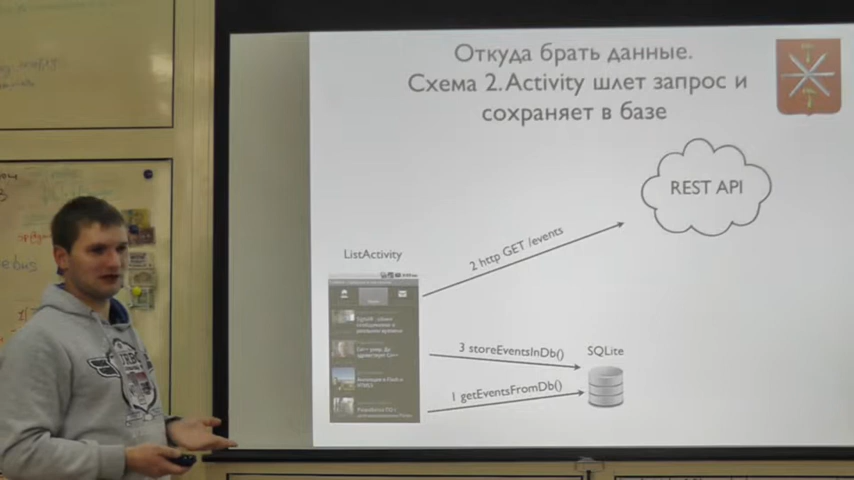 Откуда брать данные.
Схема 2.Activity шлет запрос и
сохраняет в базе
REST API
2 http GET /events
ListActivity
3 storeEventsInDb()
SQLite
1 getEventsFromDb()